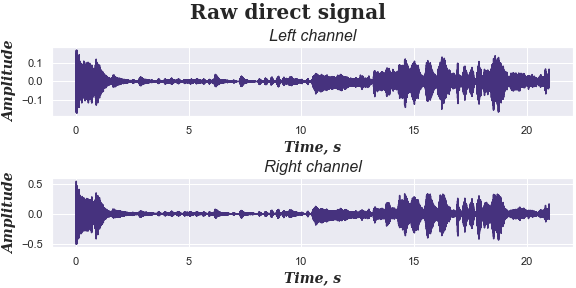 Raw direct signal
Left channel
Amplitude
0.1
0.0
−0.1
0 5 10 15 20
Time, s
Right channel
Amplitude
0.5
0.0
−0.5
0 5 10 15 20
Time, s